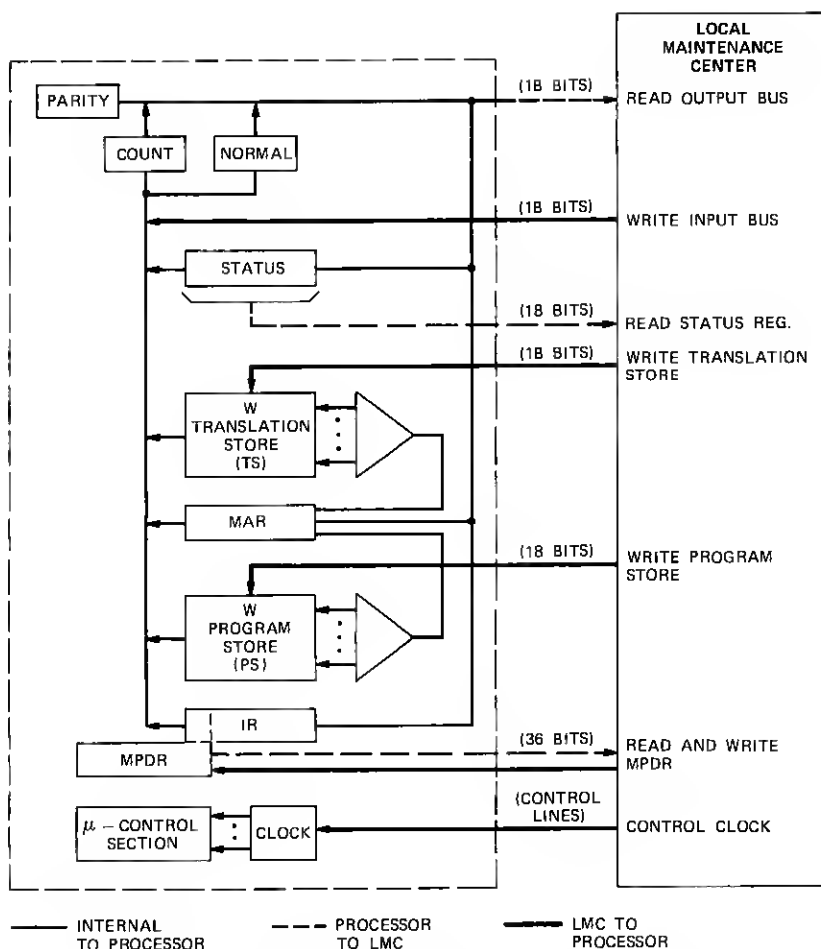 LOCAL
MAINTENANCE
CENTER
PARITY
(1B BITS)
READ OUTPUT BUS
COUNT
NORMAL
(1B BITS)
WRITE INPUT BUS
STATUS
(18 BITS)
READ STATUS REG.
(1B BITS)
WRITE TRANSLATION
STORE
W
TRANSLATION
STORE
(TS)
MAR
(18 BITS)
WRITE PROGRAM
STORE
W
PROGRAM
STORE
(PS)
IR
(36 BITS)
READ AND WRITE
MPDR
MPDR
(CONTROL
LINES)
μ – CONTROL
SECTION
CLOCK
CONTROL CLOCK
INTERNAL
TO PROCESSOR
PROCESSOR
TO LMC
LMC TO
PROCESSOR